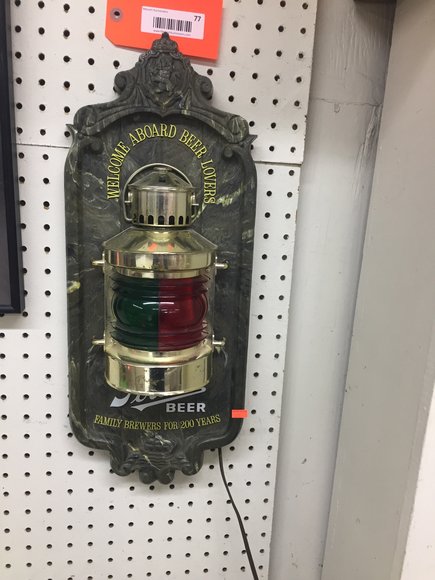 77
WELCOME ABOARD BEER LOVERS
BEER
FAMILY BREWERS FOR 200 YEARS